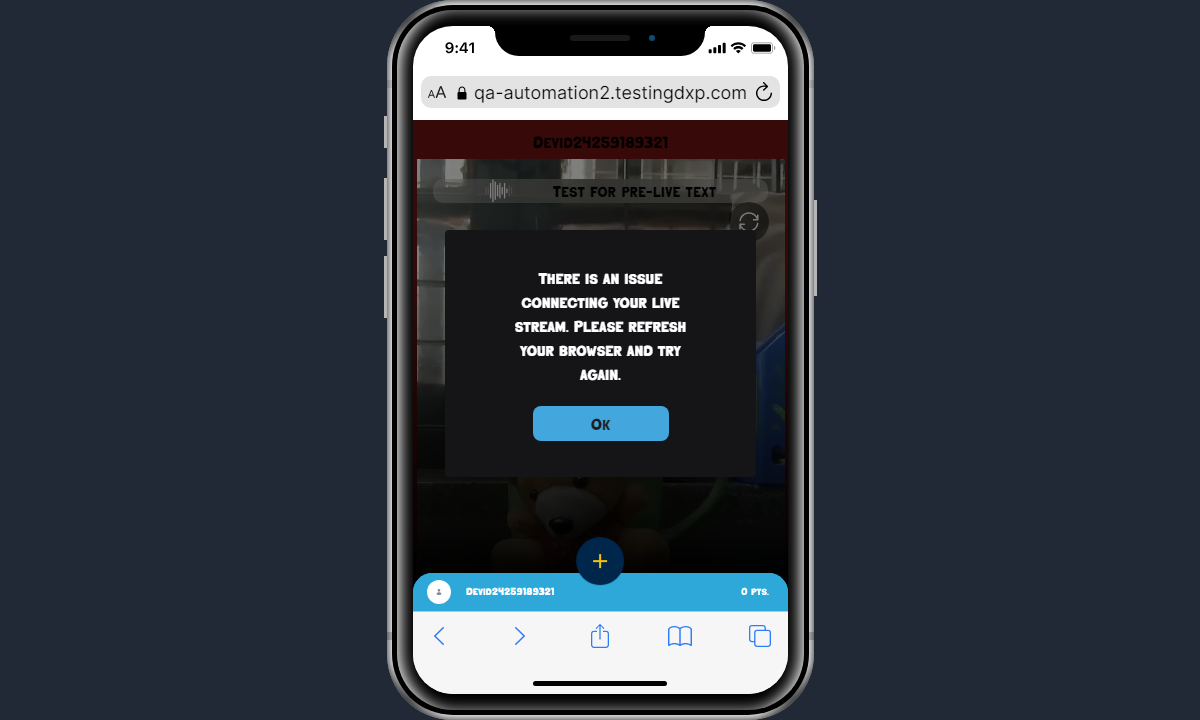 9:41
AA qa-automation2.testingdxp.com
Devid24259189321
Test for pre-live text
There is an issue
connecting your live
stream. Please refresh
your browser and try
again.
Ok
Devid24259189321 0 pts.